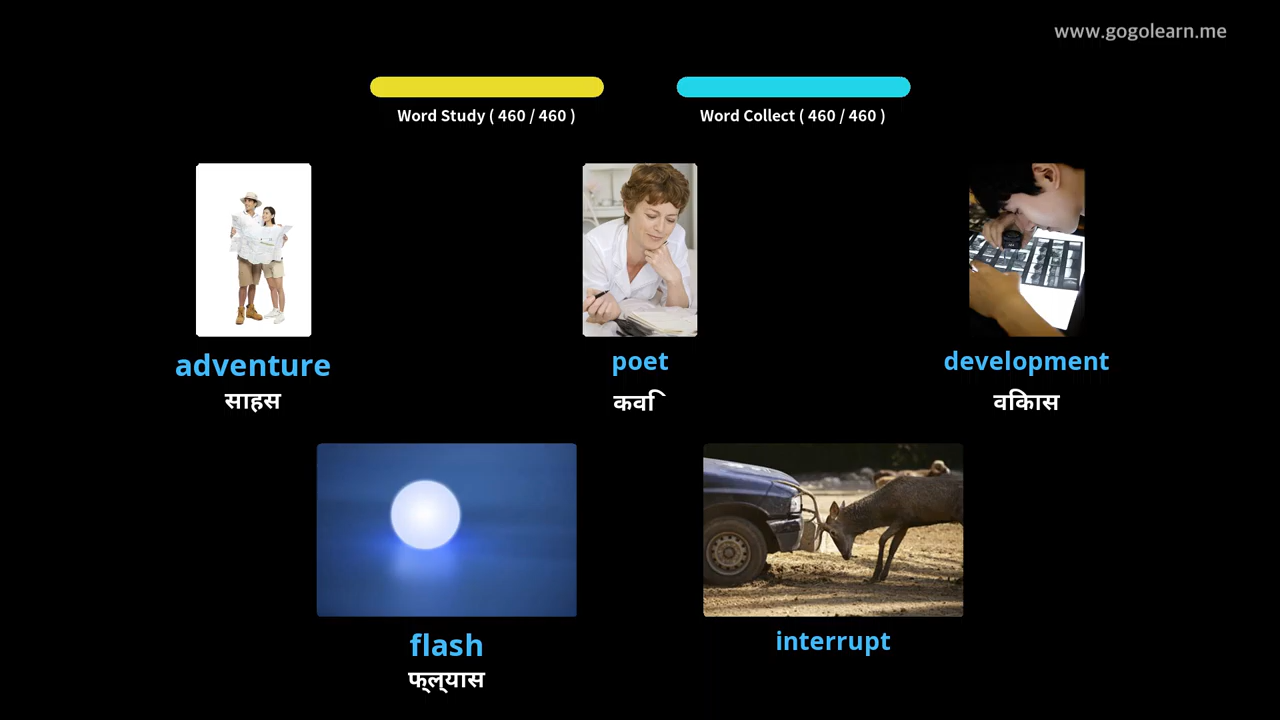 www.gogolearn.me
Word Study ( 460 / 460 )
Word Collect ( 460 / 460 )
adventure
साहस
poet
कवि
development
विकास
flash
फ्ल्यास
interrupt